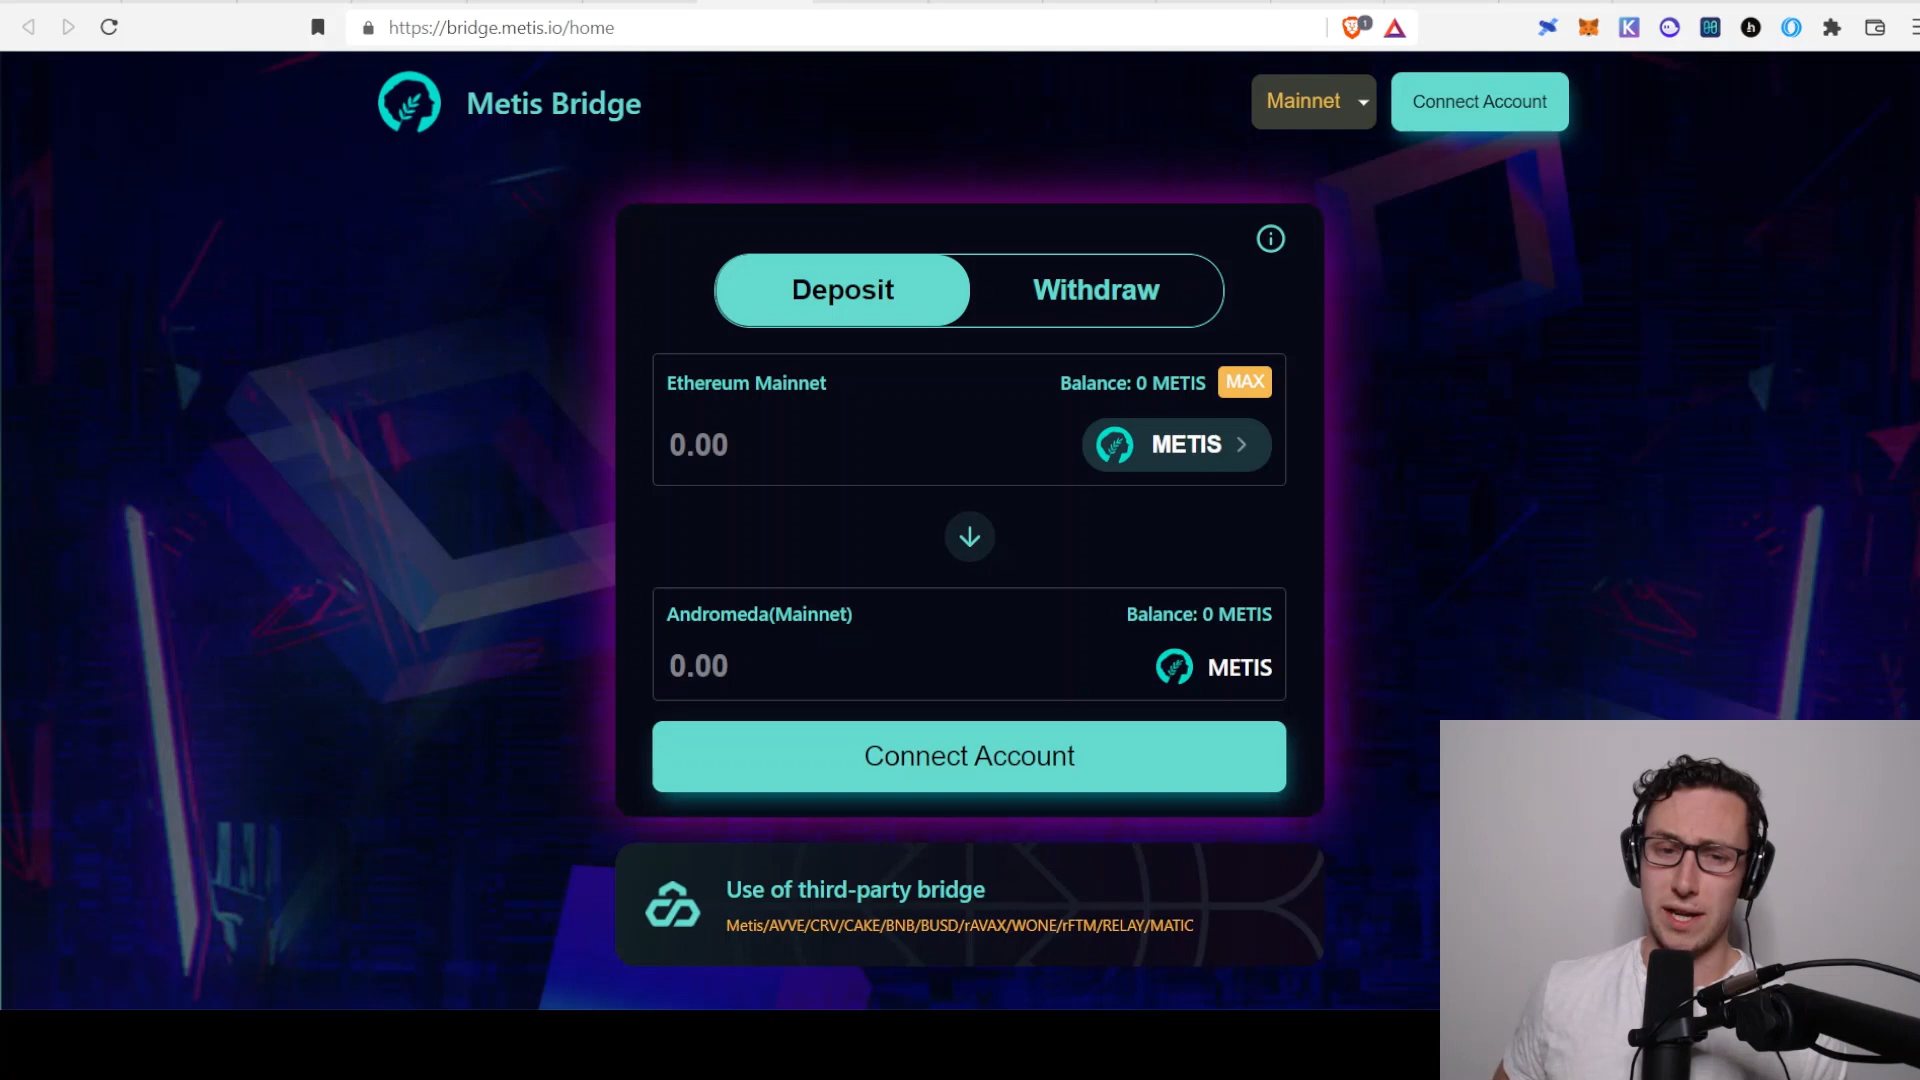 https://bridge.metis.io/home
1
Metis Bridge
Mainnet
Connect Account
Deposit
Withdraw
Ethereum Mainnet
Balance: 0 METIS
MAX
0.00
METIS
Andromeda(Mainnet)
Balance: 0 METIS
0.00
METIS
Connect Account
Use of third-party bridge
Metis/AVVE/CRV/CAKE/BNB/BUSD/rAVAX/WONE/rFTM/RELAY/MATIC